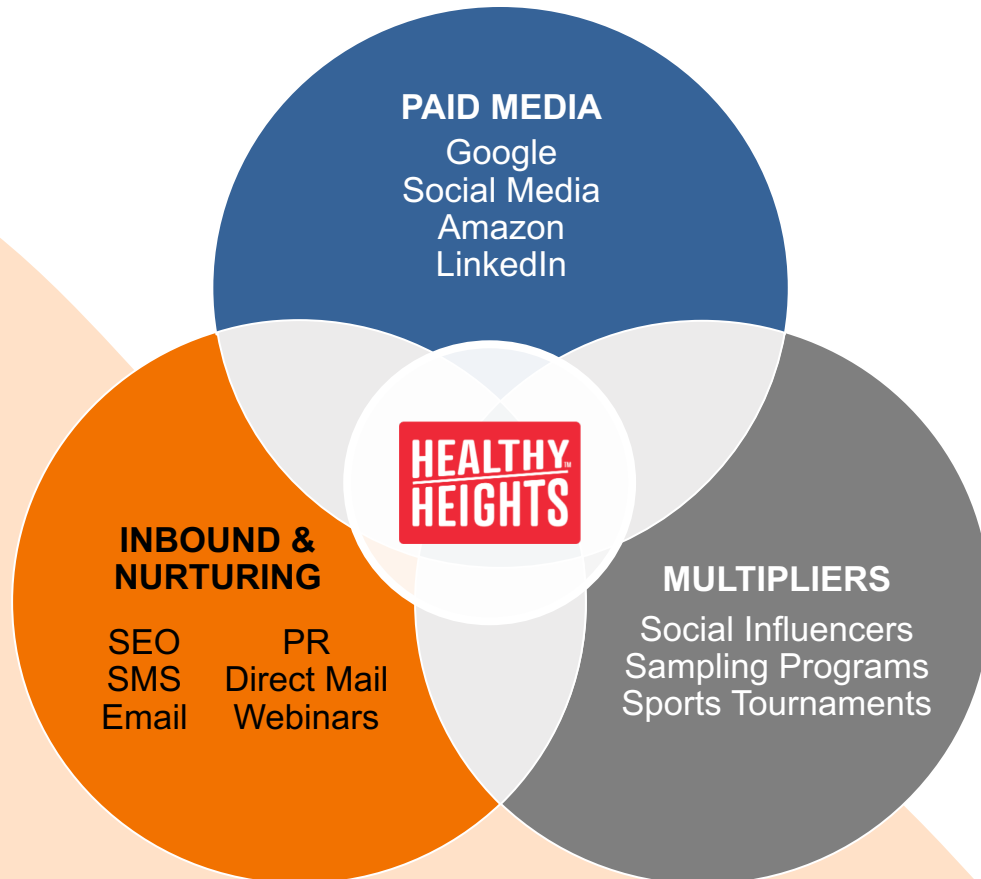 PAID MEDIA
Google
Social Media
Amazon
LinkedIn
HEALTHY™
HEIGHTS
INBOUND &
NURTURING
SEO PR
SMS Direct Mail
Email Webinars
MULTIPLIERS
Social Influencers
Sampling Programs
Sports Tournaments